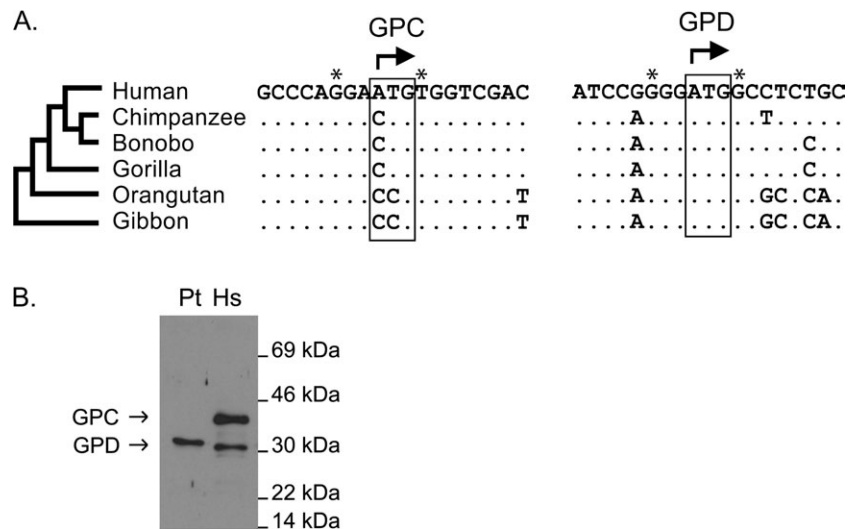 A.
GPC GPD
* * * *
Human GCCCAGGAATGTGGTCGAC ATCCGGGGATGGCCTCTGC
Chimpanzee ........C.......... ....A........T.....
Bonobo ........C.......... ....A...........C..
Gorilla ........C.......... ....A...........C..
Orangutan ........CC........T ....A........GC.CA.
Gibbon ........CC........T ....A........GC.CA.
B.
Pt Hs
69 kDa
46 kDa
GPC →
GPD →
30 kDa
22 kDa
14 kDa